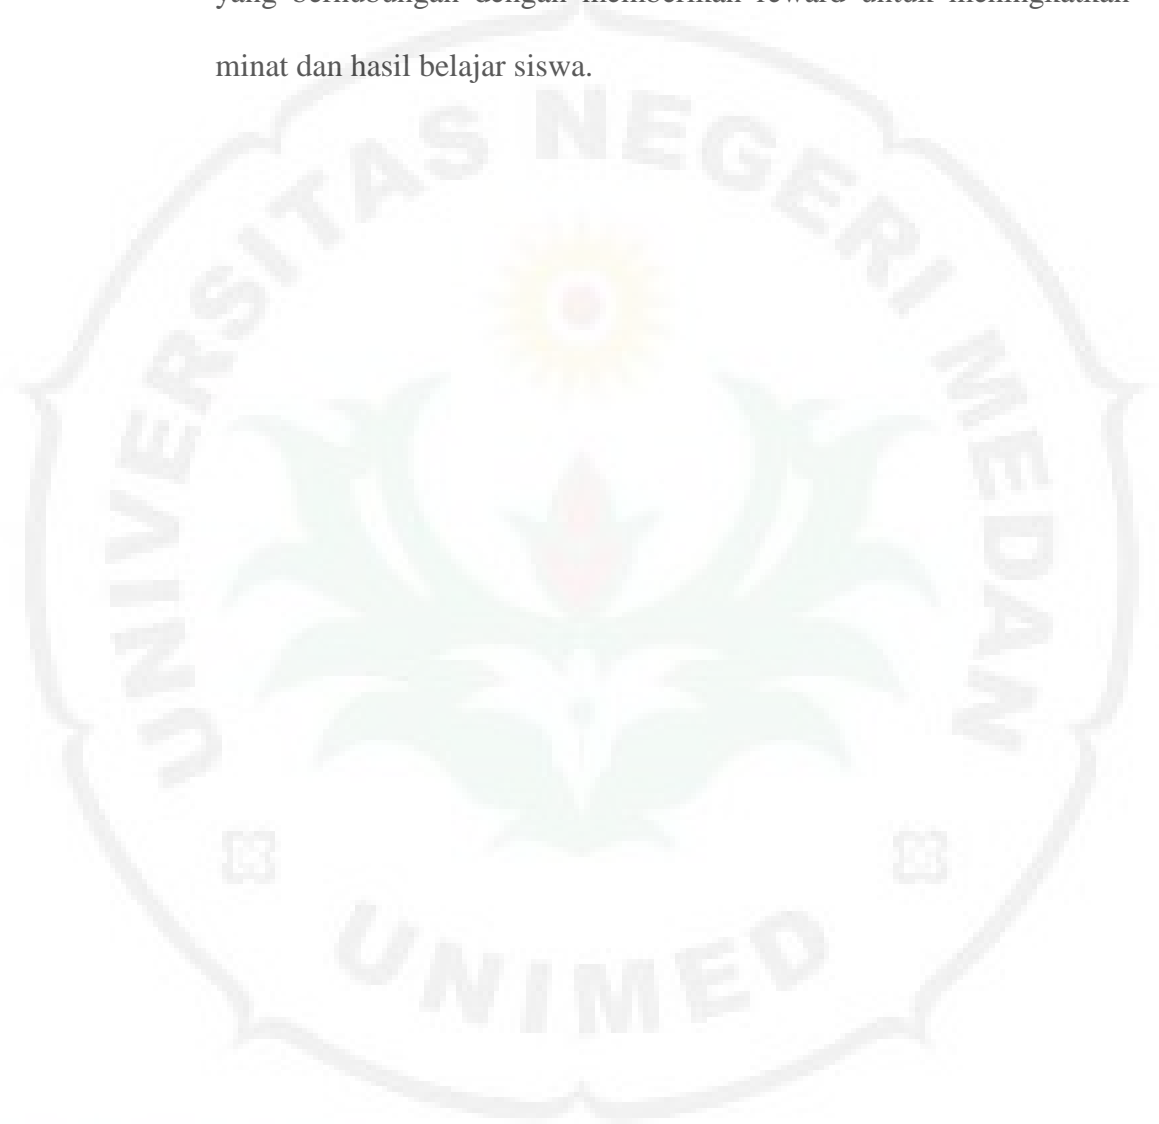 yang berhubungan dengan memberikan reward untuk meningkatkan
minat dan hasil belajar siswa.
UNIVERSITAS NEGERI MEDAN
UNIMED